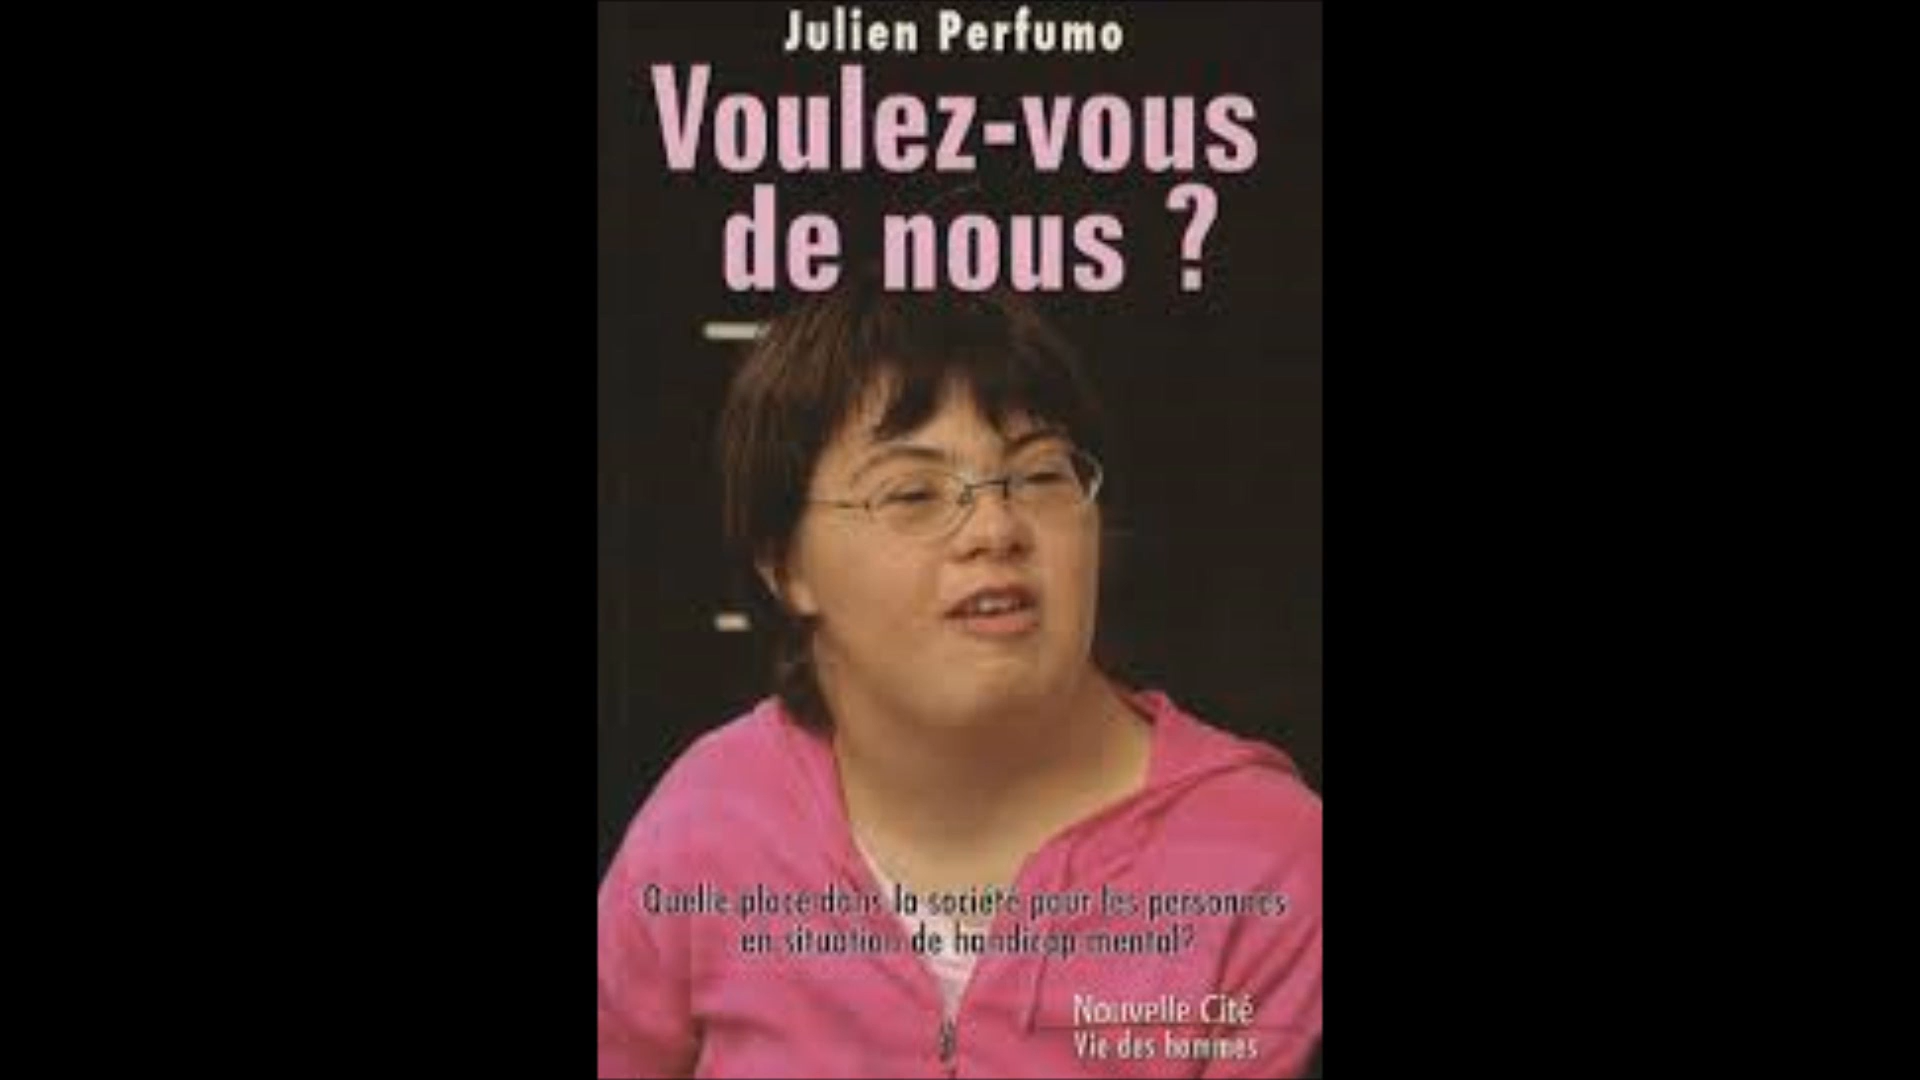 Julien Perfumo
Voulez-vous
de nous ?
Quelle place dans la société pour les personnes
en situation de handicap mental?
Nouvelle Cité
Vie des hommes